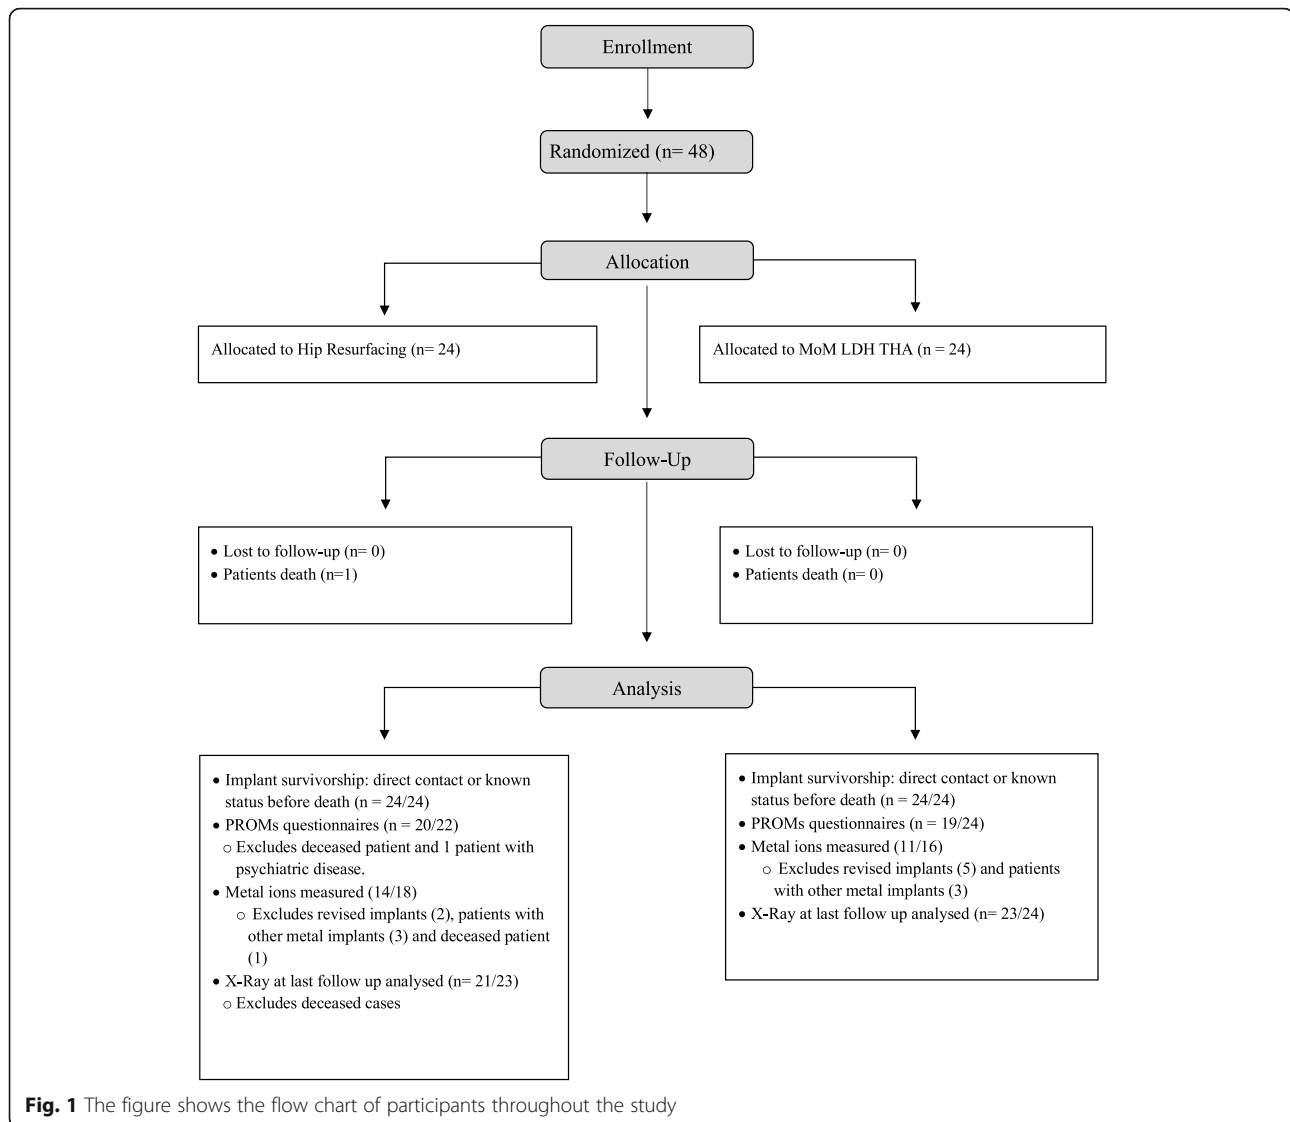 Enrollment
Randomized (n= 48)
Allocation
Allocated to Hip Resurfacing (n= 24)
Allocated to MoM LDH THA (n = 24)
Follow-Up
• Lost to follow-up (n= 0)
• Patients death (n=1)
• Lost to follow-up (n= 0)
• Patients death (n= 0)
Analysis
• Implant survivorship: direct contact or known
status before death (n = 24/24)
• PROMs questionnaires (n = 20/22)
o Excludes deceased patient and 1 patient with
psychiatric disease.
• Metal ions measured (14/18)
o Excludes revised implants (2), patients with
other metal implants (3) and deceased patient
(1)
• X-Ray at last follow up analysed (n= 21/23)
o Excludes deceased cases
• Implant survivorship: direct contact or known
status before death (n = 24/24)
• PROMs questionnaires (n = 19/24)
• Metal ions measured (11/16)
o Excludes revised implants (5) and patients
with other metal implants (3)
• X-Ray at last follow up analysed (n= 23/24)
Fig. 1 The figure shows the flow chart of participants throughout the study